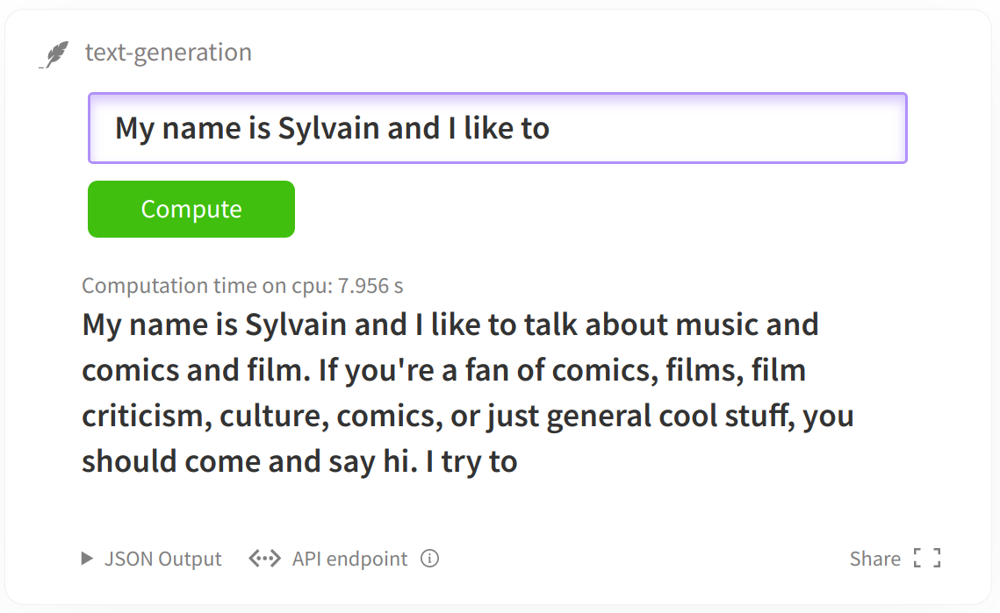 text-generation
My name is Sylvain and I like to
Compute
Computation time on cpu: 7.956 s
My name is Sylvain and I like to talk about music and
comics and film. If you're a fan of comics, films, film
criticism, culture, comics, or just general cool stuff, you
should come and say hi. I try to
JSON Output API endpoint Share